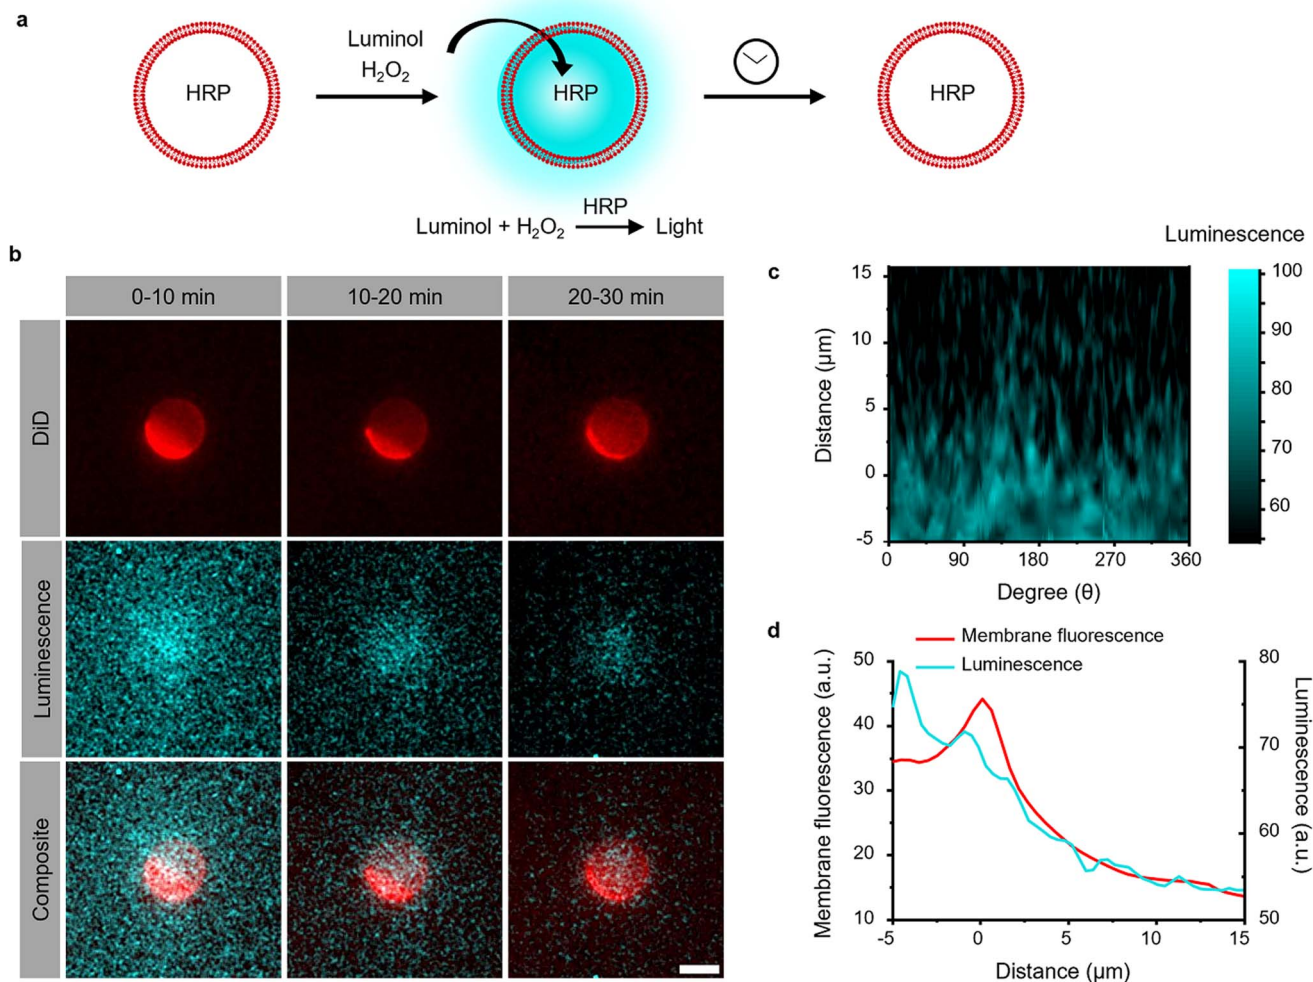 a
HRP
Luminol
H₂O₂
HRP
HRP
HRP
Luminol + H₂O₂ Light
b
0-10 min 10-20 min 20-30 min
DiD
Luminescence
Composite
c
Luminescence
15
10
5
0
-5
Distance (μm)
0 90 180 270 360
Degree (θ)
100
90
80
70
60
d
Membrane fluorescence
Luminescence
Membrane fluorescence (a.u.)
50
40
30
20
10
80
70
60
50
Luminescence (a.u.)
-5 0 5 10 15
Distance (μm)